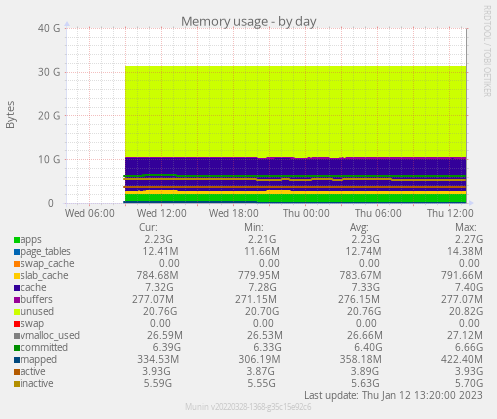 Memory usage - by day
RRDTOOL / TOBI OETIKER
Bytes
40 G
30 G
20 G
10 G
0
Wed 06:00 Wed 12:00 Wed 18:00 Thu 00:00 Thu 06:00 Thu 12:00
Cur: Min: Avg: Max:
apps 2.23G 2.21G 2.23G 2.27G
page_tables 12.41M 11.66M 12.74M 14.38M
swap_cache 0.00 0.00 0.00 0.00
slab_cache 784.68M 779.95M 783.67M 791.66M
cache 7.32G 7.28G 7.33G 7.40G
buffers 277.07M 271.15M 276.15M 277.07M
unused 20.76G 20.70G 20.76G 20.82G
swap 0.00 0.00 0.00 0.00
vmalloc_used 26.59M 26.53M 26.66M 27.12M
committed 6.39G 6.33G 6.40G 6.66G
mapped 334.53M 306.19M 358.18M 422.40M
active 3.93G 3.87G 3.89G 3.93G
inactive 5.59G 5.55G 5.63G 5.70G
Last update: Thu Jan 12 13:20:00 2023
Munin v20220328-1368-g35c15e92c6